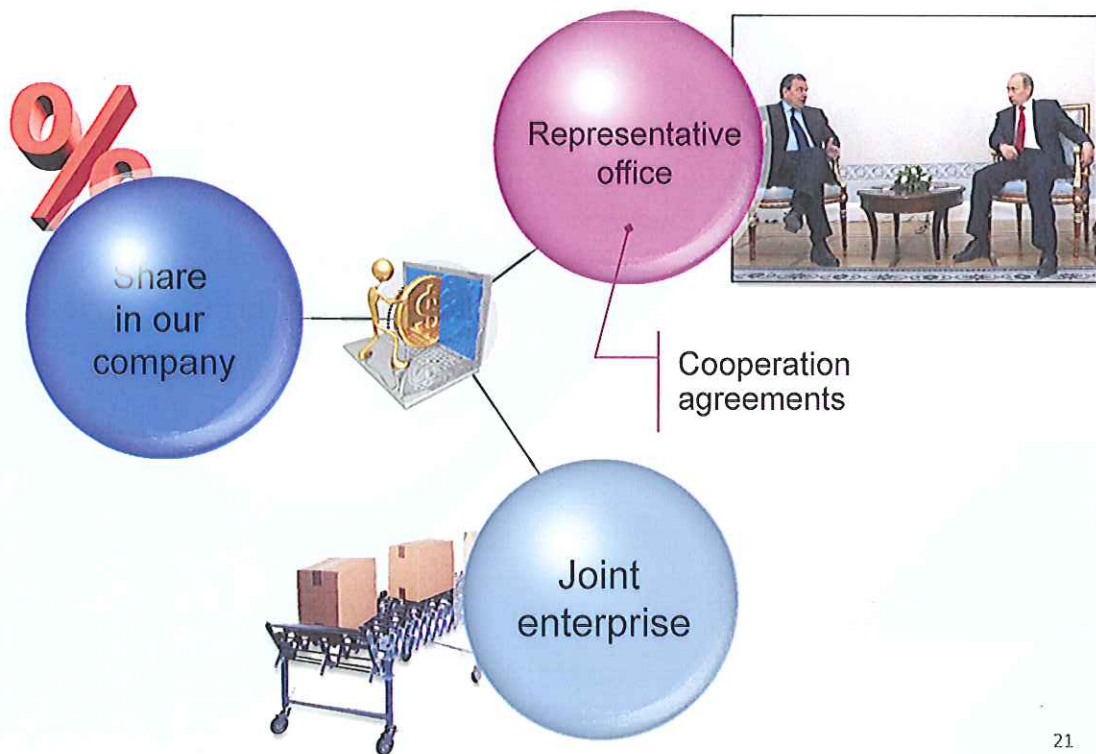 Representative
office
Share
in our
company
Cooperation
agreements
Joint
enterprise
21